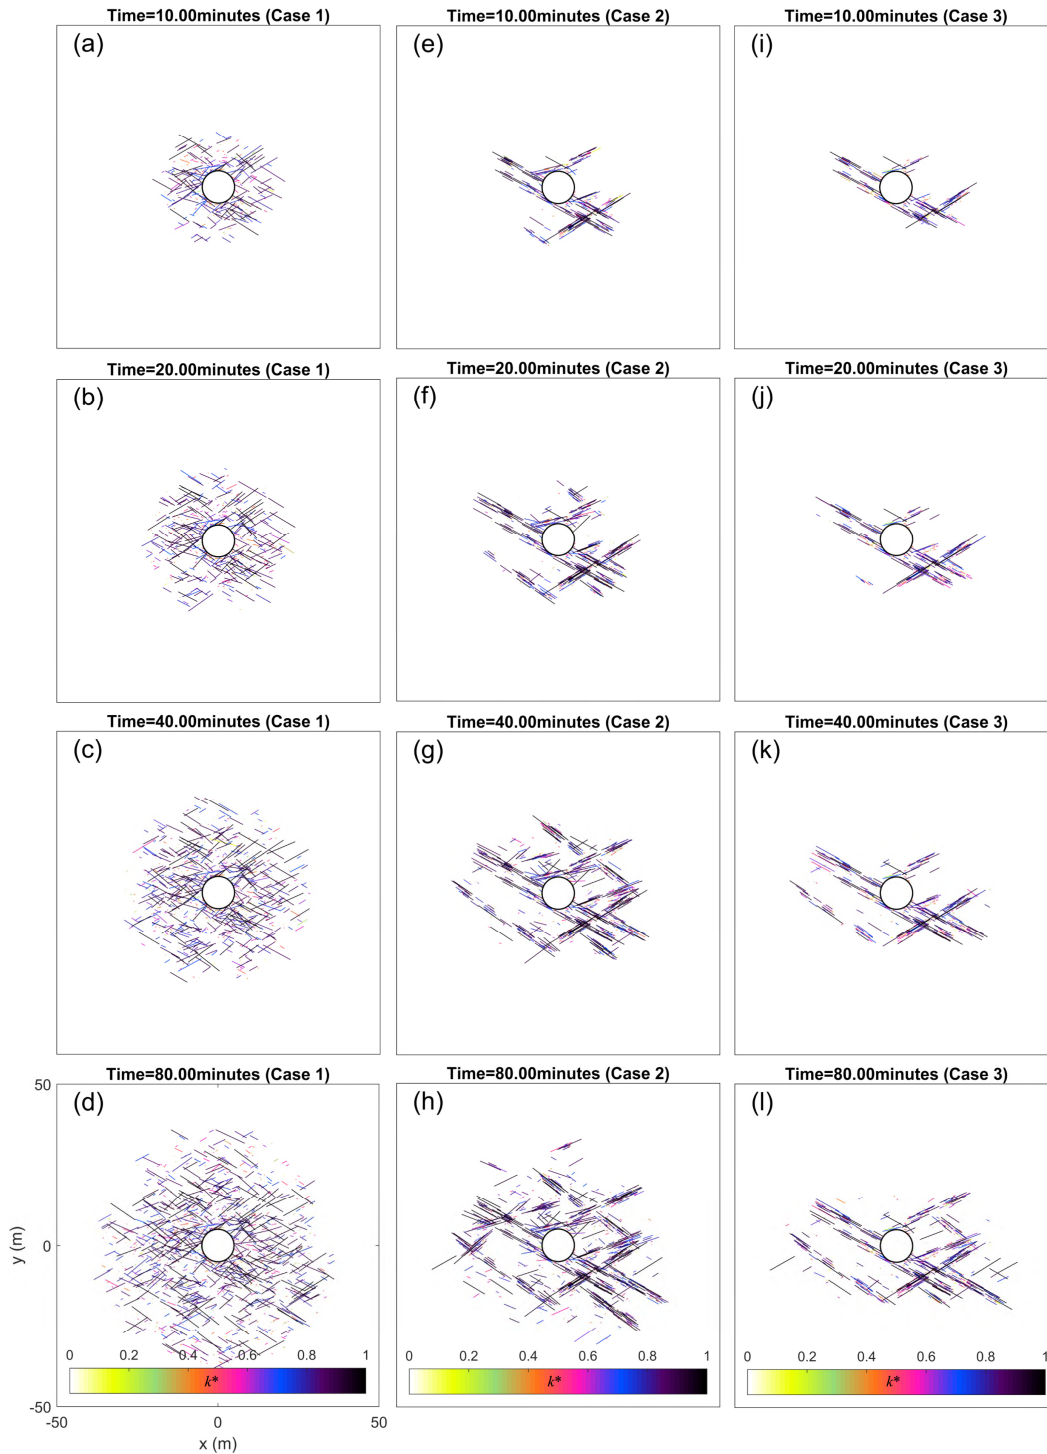 Time=10.00minutes (Case 1)
Time=10.00minutes (Case 2)
Time=10.00minutes (Case 3)
(a)
(e)
(i)
Time=20.00minutes (Case 1)
Time=20.00minutes (Case 2)
Time=20.00minutes (Case 3)
(b)
(f)
(j)
Time=40.00minutes (Case 1)
Time=40.00minutes (Case 2)
Time=40.00minutes (Case 3)
(c)
(g)
(k)
Time=80.00minutes (Case 1)
Time=80.00minutes (Case 2)
Time=80.00minutes (Case 3)
50
(d)
(h)
(l)
y (m)
0
0 0.2 0.4 0.6 0.8 1
0 0.2 0.4 0.6 0.8 1
0 0.2 0.4 0.6 0.8 1
k*
k*
k*
-50
-50 0 50
x (m)